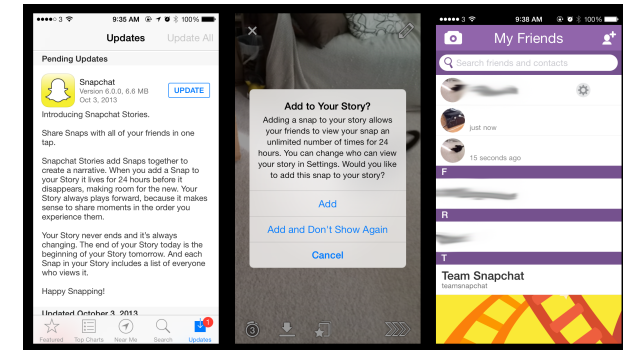 3 9:35 AM 100%
Updates Update All
Pending Updates
Snapchat
Version 6.0.0, 6.6 MB
Oct 3, 2013
UPDATE
Introducing Snapchat Stories.
Share Snaps with all of your friends in one
tap.
Snapchat Stories add Snaps together to
create a narrative. When you add a Snap to
your Story it lives for 24 hours before it
disappears, making room for the new. Your
Story always plays forward, because it makes
sense to share moments in the order you
experience them.
Your Story never ends and it's always
changing. The end of your Story today is the
beginning of your Story tomorrow. And each
Snap in your Story includes a list of everyone
who views it.
Happy Snapping!
Updated October 3, 2013
1
Featured Top Charts Near Me Search Updates
Add to Your Story?
Adding a snap to your story allows
your friends to view your snap an
unlimited number of times for 24
hours. You can change who can view
your story in Settings. Would you like
to add this snap to your story?
Add
Add and Don't Show Again
Cancel
3
3 9:38 AM 100%
My Friends
Search friends and contacts
just now
15 seconds ago
F
R
T
Team Snapchat
teamsnapchat